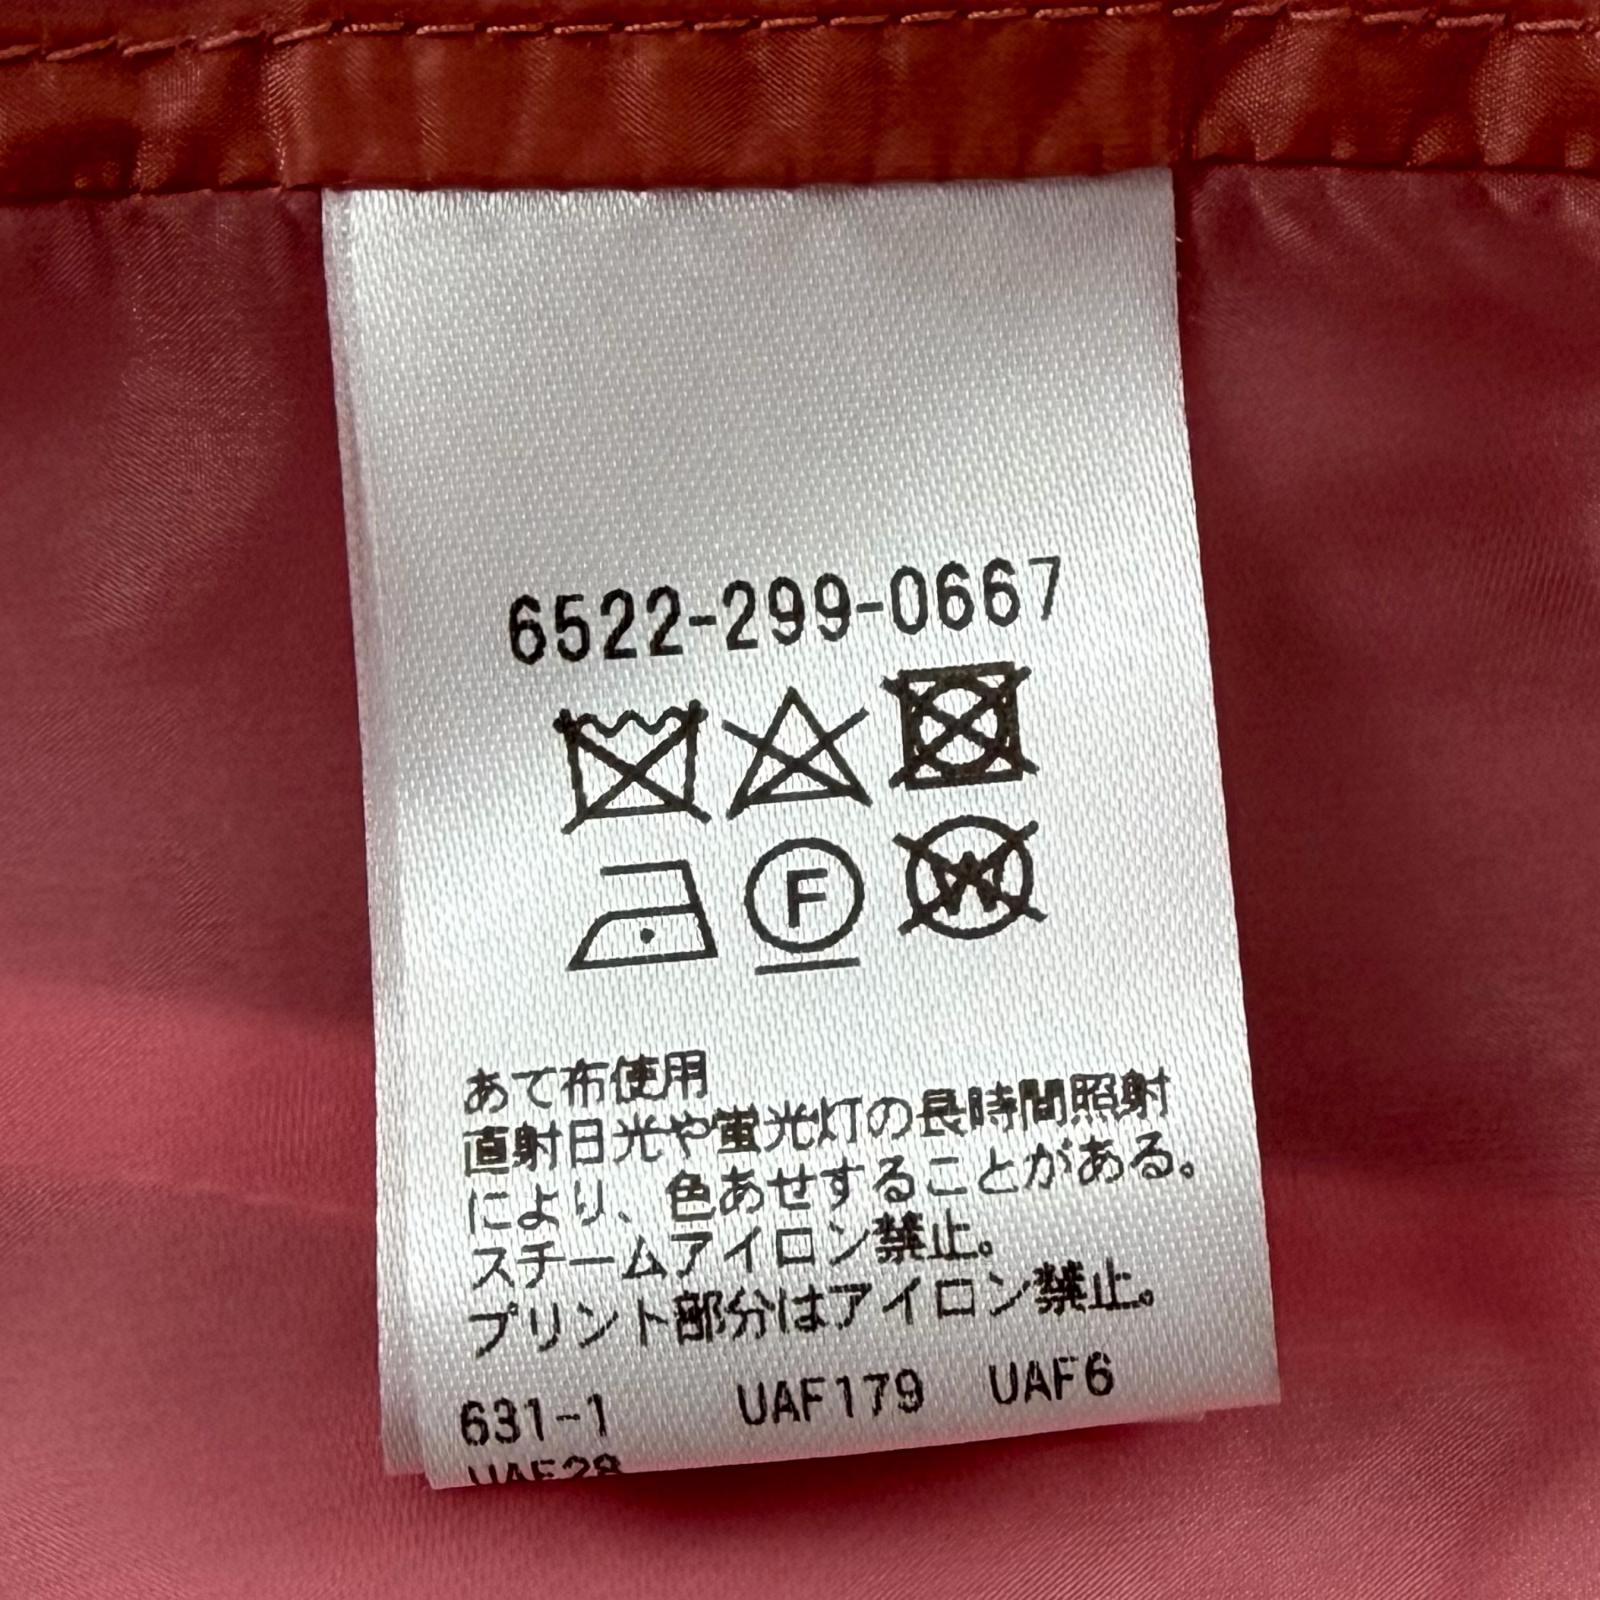 6522-299-0667
F
W
あて布使用
直射日光や蛍光灯の長時間照射
により、色あせすることがある。
スチームアイロン禁止。
プリント部分はアイロン禁止。
631-1 UAF179 UAF6
UAF28